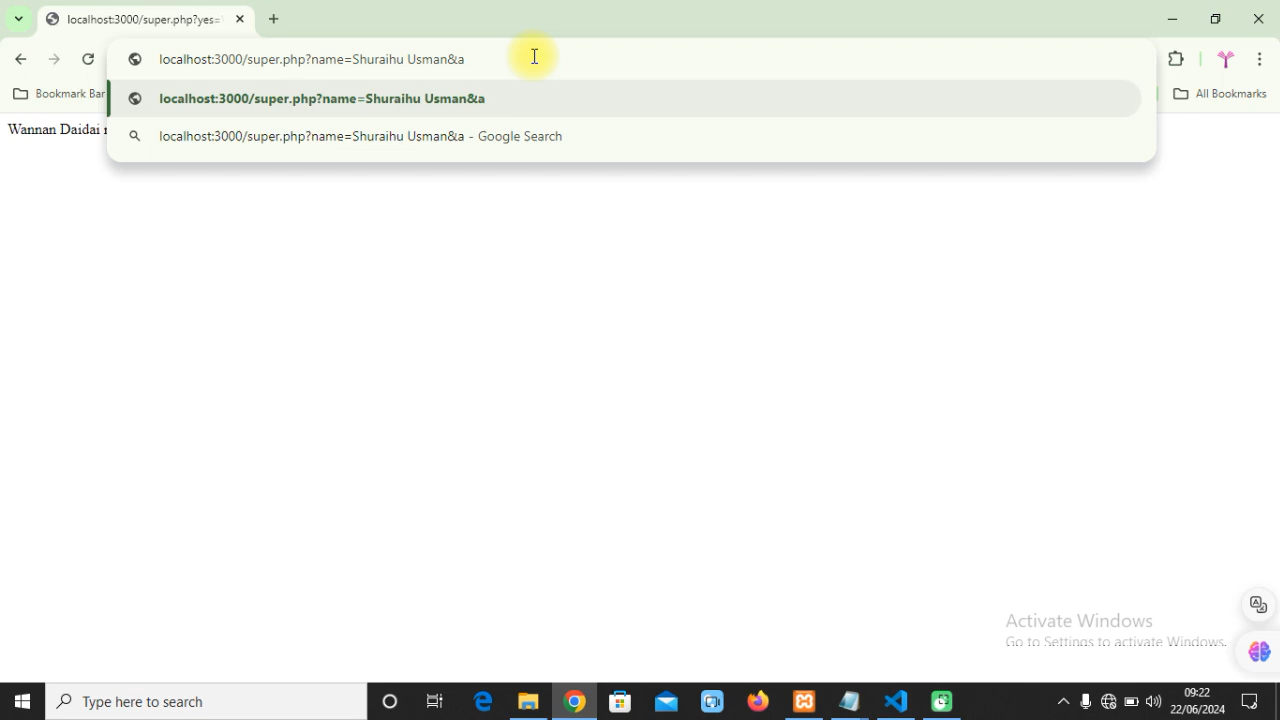 localhost:3000/super.php?yes=
localhost:3000/super.php?name=Shuraihu Usman&a
Bookmark Bar
localhost:3000/super.php?name=Shuraihu Usman&a
All Bookmarks
Wannan Daidai
localhost:3000/super.php?name=Shuraihu Usman&a - Google Search
Activate Windows
Go to Settings to activate Windows.
Type here to search
09:22
22/06/2024